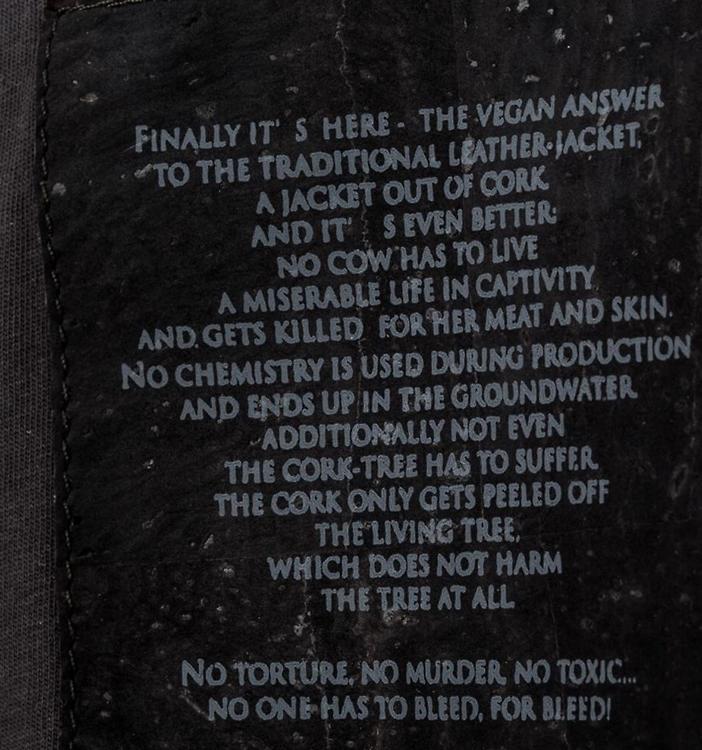 FINALLY IT' S HERE - THE VEGAN ANSWER
TO THE TRADITIONAL LEATHER-JACKET,
A JACKET OUT OF CORK
AND IT' S EVEN BETTER:
NO COW HAS TO LIVE
A MISERABLE LIFE IN CAPTIVITY
AND GETS KILLED FOR HER MEAT AND SKIN.
NO CHEMISTRY IS USED DURING PRODUCTION
AND ENDS UP IN THE GROUNDWATER
ADDITIONALLY NOT EVEN
THE CORK-TREE HAS TO SUFFER
THE CORK ONLY GETS PEELED OFF
THE LIVING TREE,
WHICH DOES NOT HARM
THE TREE AT ALL
NO TORTURE, NO MURDER, NO TOXIC...
NO ONE HAS TO BLEED, FOR BLEED!